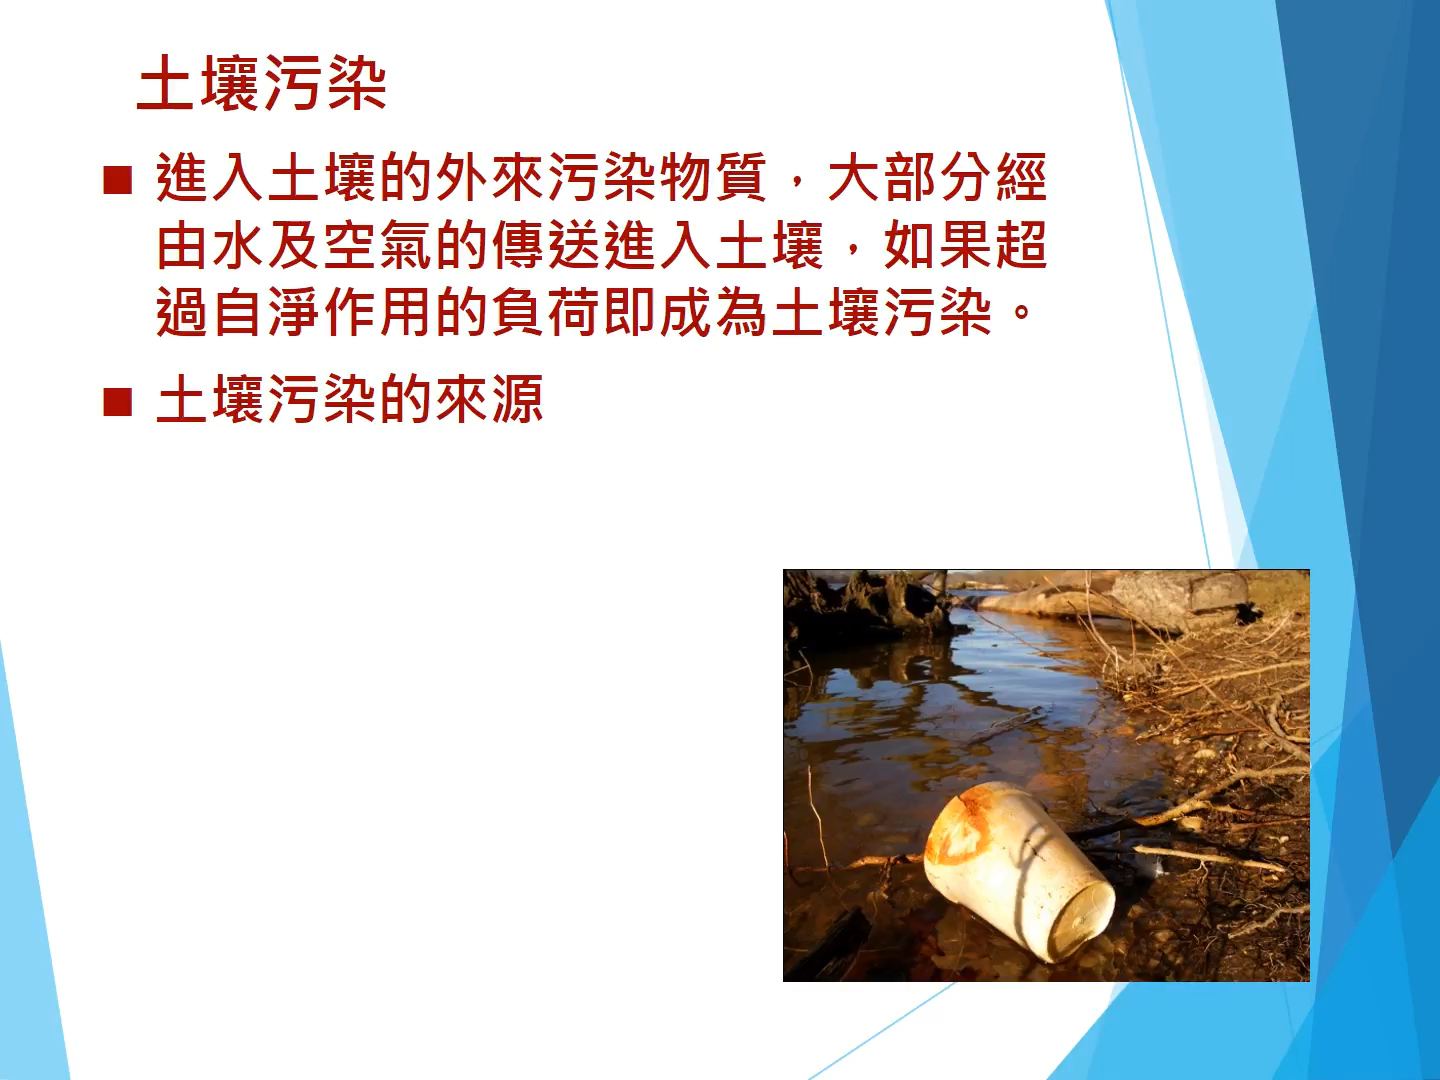 土壤污染
■ 進入土壤的外來污染物質，大部分經
由水及空氣的傳送進入土壤，如果超
過自淨作用的負荷即成為土壤污染。
■ 土壤污染的來源